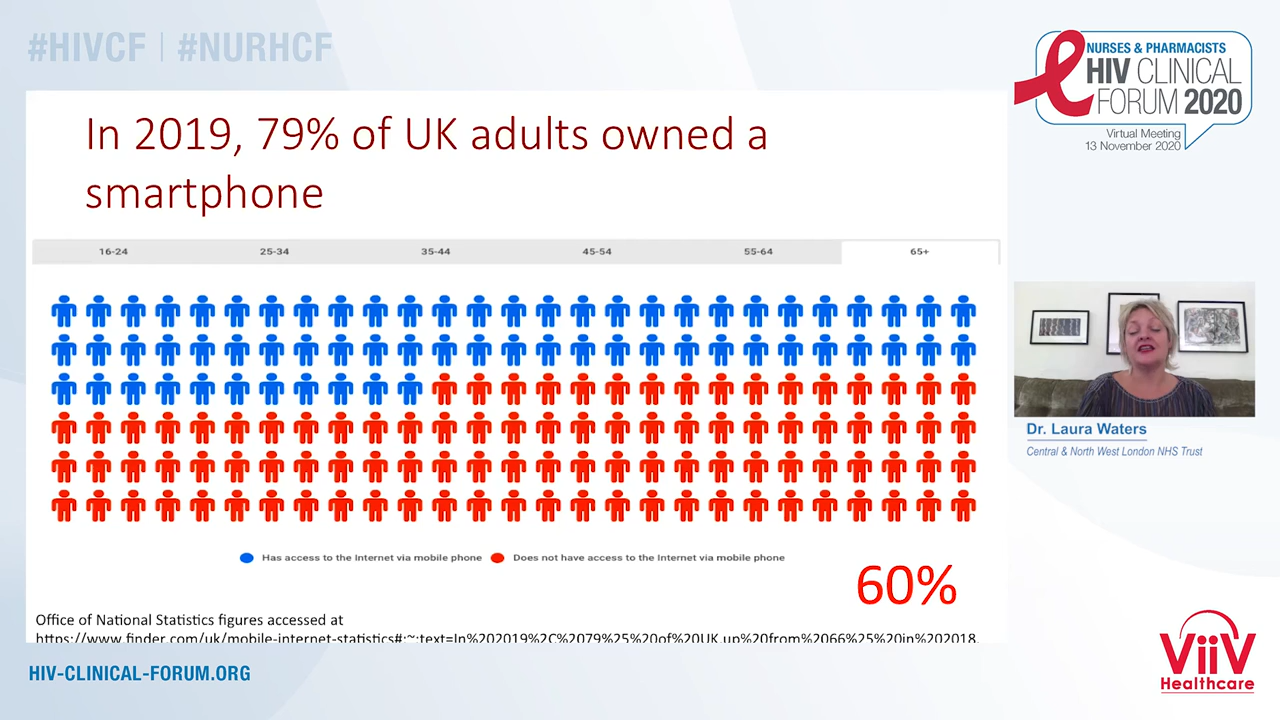 #HIVCF | #NURHCF
NURSES & PHARMACISTS
HIV CLINICAL
FORUM 2020
Virtual Meeting
13 November 2020
In 2019, 79% of UK adults owned a
smartphone
16-24 25-34 35-44 45-54 55-64 65+
Has access to the Internet via mobile phone Does not have access to the Internet via mobile phone
60%
Office of National Statistics figures accessed at
https://www.finder.com/uk/mobile-internet-statistics#:~:text=In%202019%2C%2079%25%20of%20UK,up%20from%2066%25%20in%202018.
Dr. Laura Waters
Central & North West London NHS Trust
HIV-CLINICAL-FORUM.ORG
ViiV
Healthcare